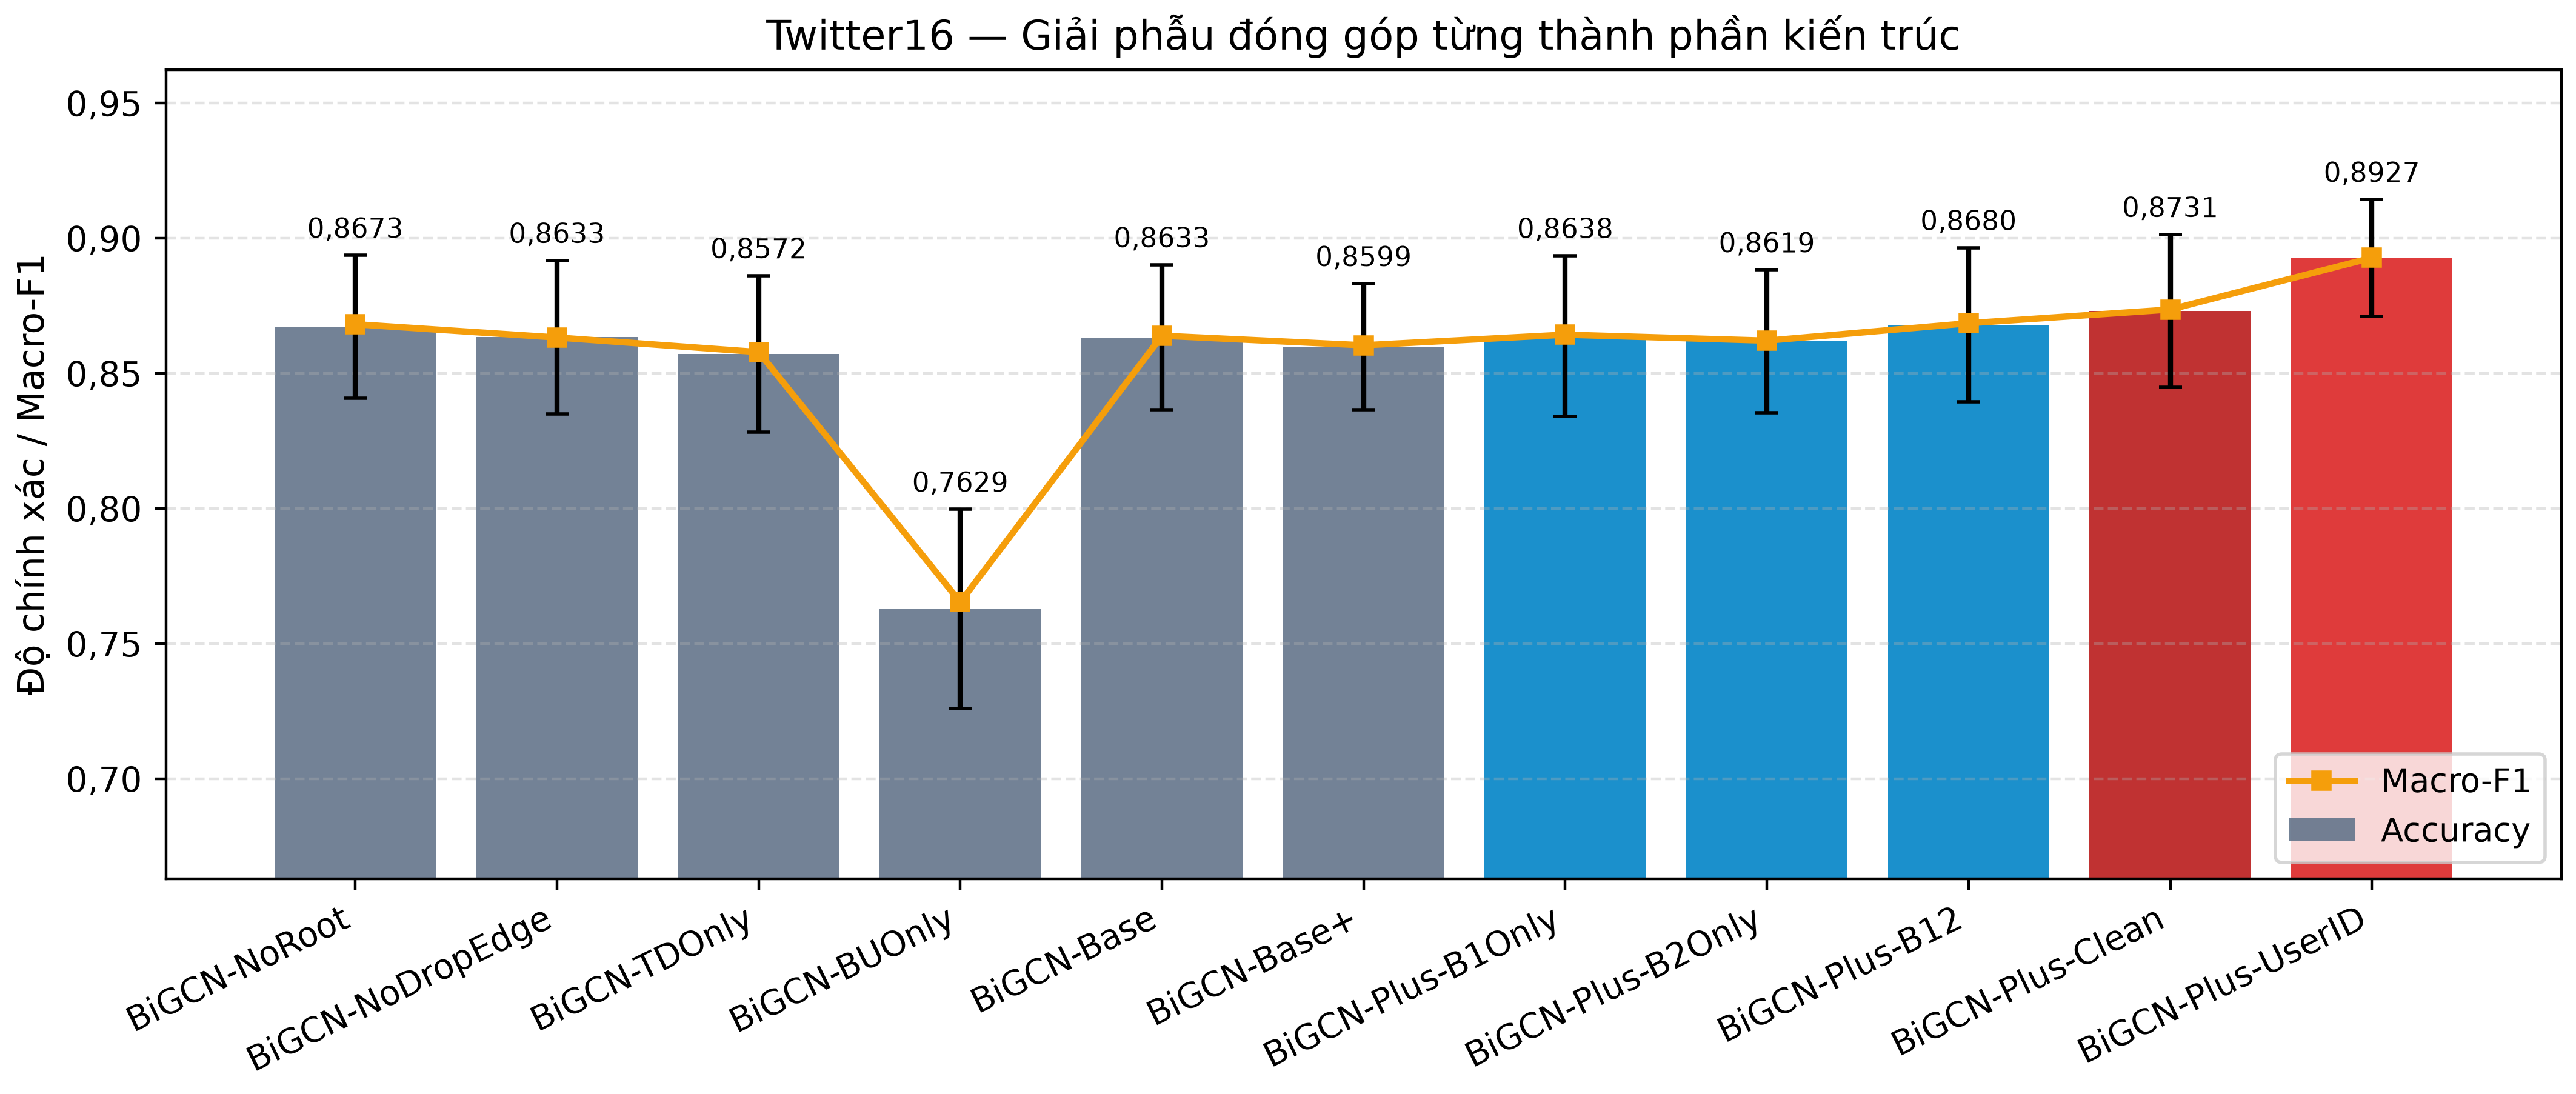 Twitter16 — Giải phẫu đóng góp từng thành phần kiến trúc
Độ chính xác / Macro-F1
0,95
0,90
0,85
0,80
0,75
0,70
0,8673
0,8633
0,8572
0,7629
0,8633
0,8599
0,8638
0,8619
0,8680
0,8731
0,8927
Macro-F1
Accuracy
BiGCN-NoRoot
BiGCN-NoDropEdge
BiGCN-TDOnly
BiGCN-BUOnly
BiGCN-Base
BiGCN-Base+
BiGCN-Plus-B1Only
BiGCN-Plus-B2Only
BiGCN-Plus-B12
BiGCN-Plus-Clean
BiGCN-Plus-UserID